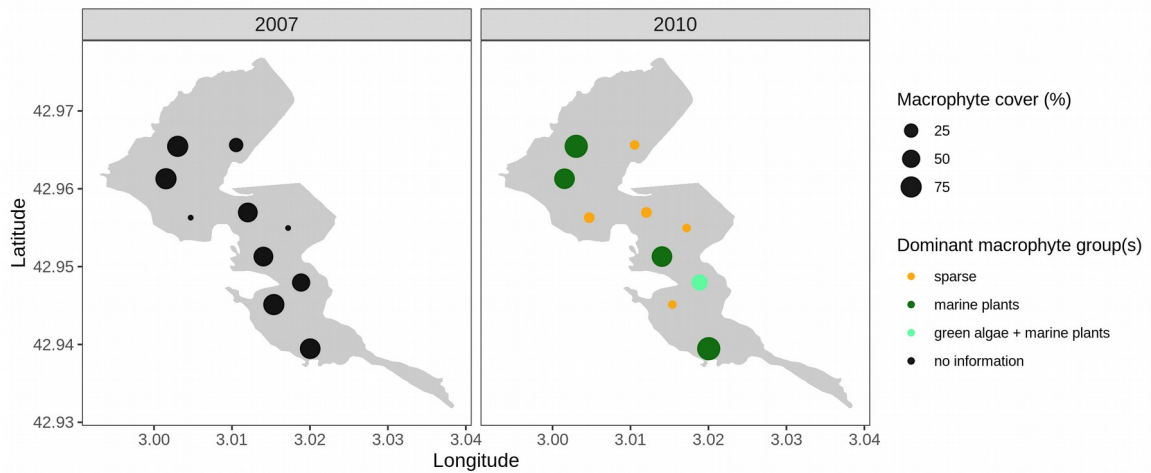 2007
2010
Latitude
42.97
42.96
42.95
42.94
42.93
3.00
3.01
3.02
3.03
3.04
3.00
3.01
3.02
3.03
3.04
Longitude
Macrophyte cover (%)
25
50
75
Dominant macrophyte group(s)
sparse
marine plants
green algae + marine plants
no information